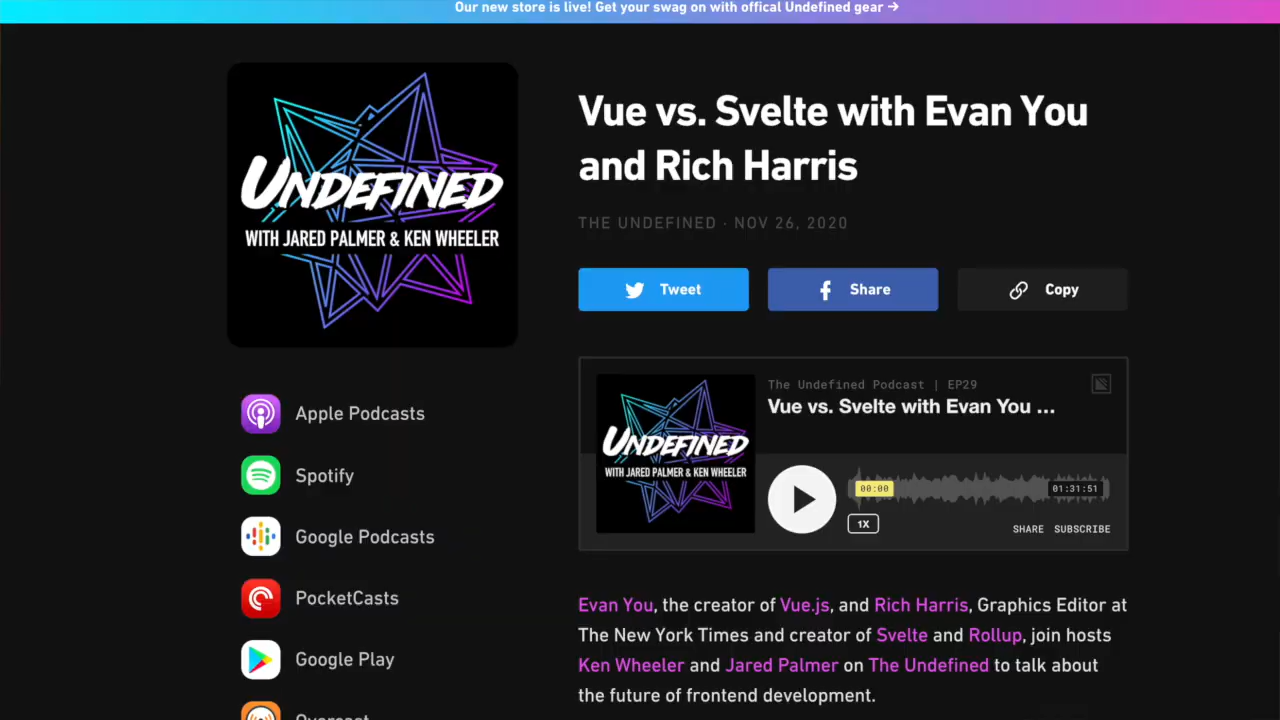 Our new store is live! Get your swag on with offical Undefined gear →
UNDEFINED
WITH JARED PALMER & KEN WHEELER
Vue vs. Svelte with Evan You
and Rich Harris
THE UNDEFINED · NOV 26, 2020
Tweet
Share
Copy
Apple Podcasts
Spotify
Google Podcasts
PocketCasts
Google Play
Overcast
The Undefined Podcast | EP29
Vue vs. Svelte with Evan You ...
UNDEFINED
WITH JARED PALMER & KEN WHEELER
00:00
01:31:51
1X
SHARE SUBSCRIBE
Evan You, the creator of Vue.js, and Rich Harris, Graphics Editor at
The New York Times and creator of Svelte and Rollup, join hosts
Ken Wheeler and Jared Palmer on The Undefined to talk about
the future of frontend development.